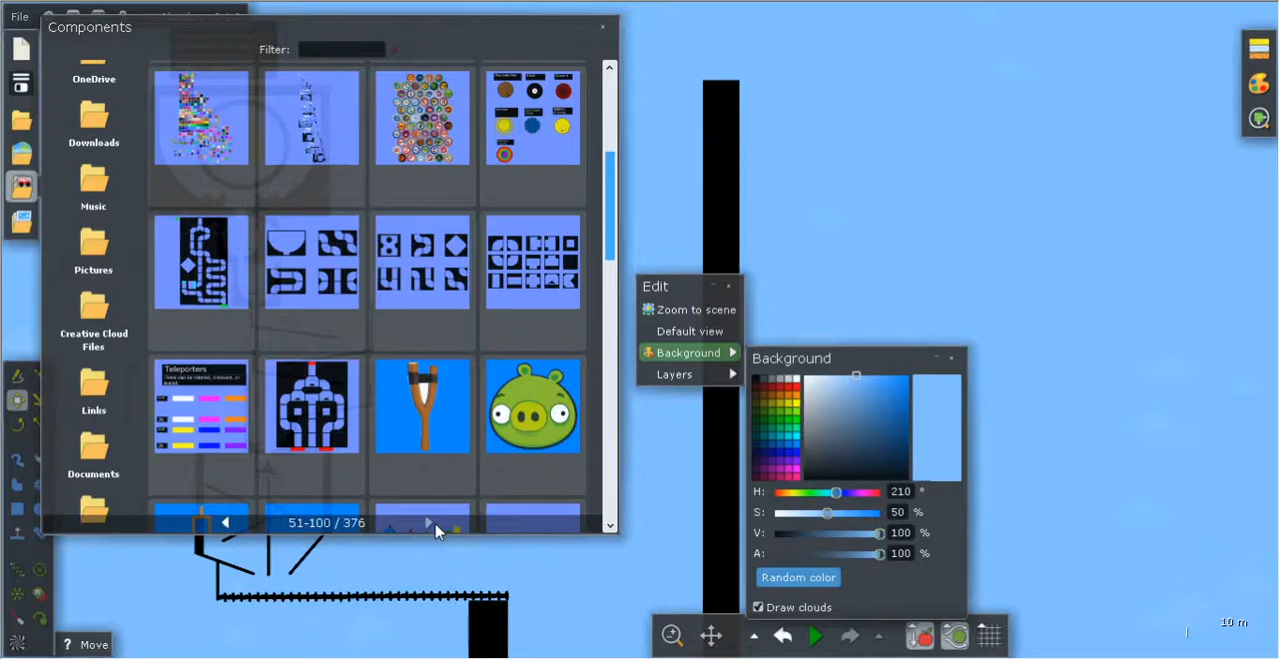 File
Components
Filter:
OneDrive
Downloads
Music
Pictures
Creative Cloud
Files
Links
Documents
Teleporters
51-100 / 376
Edit
Zoom to scene
Default view
Background
Layers
Background
H: 210 °
S: 50 %
V: 100 %
A: 100 %
Random color
Draw clouds
? Move
10 m